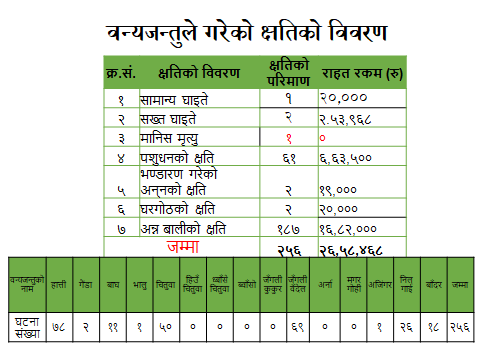 वन्यजन्तुले गरेको क्षतिको विवरण
क्र.सं. क्षतिको विवरण क्षतिको परिमाण राहत रकम (रु)
१ सामान्य घाइते १ २०,०००
२ सख्त घाइते २ २.५३,९६८
३ मानिस मृत्यु १ ०
४ पशुधनको क्षति ६१ ६,६३,५००
५ भण्डारण गरेको अन्नको क्षति २ १९,०००
६ घरगोठको क्षति २ २०,०००
७ अन्न बालीको क्षति १८७ १६,८२,०००
जम्मा २५६ २६,५८,४६८
वन्यजन्तुको नाम हात्ती गैंडा बाघ भालु चितुवा हिउँ चितुवा ध्वाँसे चितुवा ब्वाँसो जँगली कुकुर जँगली वँदेल अर्ना मगर गोही अजिंगर निल गाई बाँदर जम्मा
घटना संख्या ७८ २ ११ १ ५० ० ० ० ० ६९ ० ० १ २६ १८ २५६